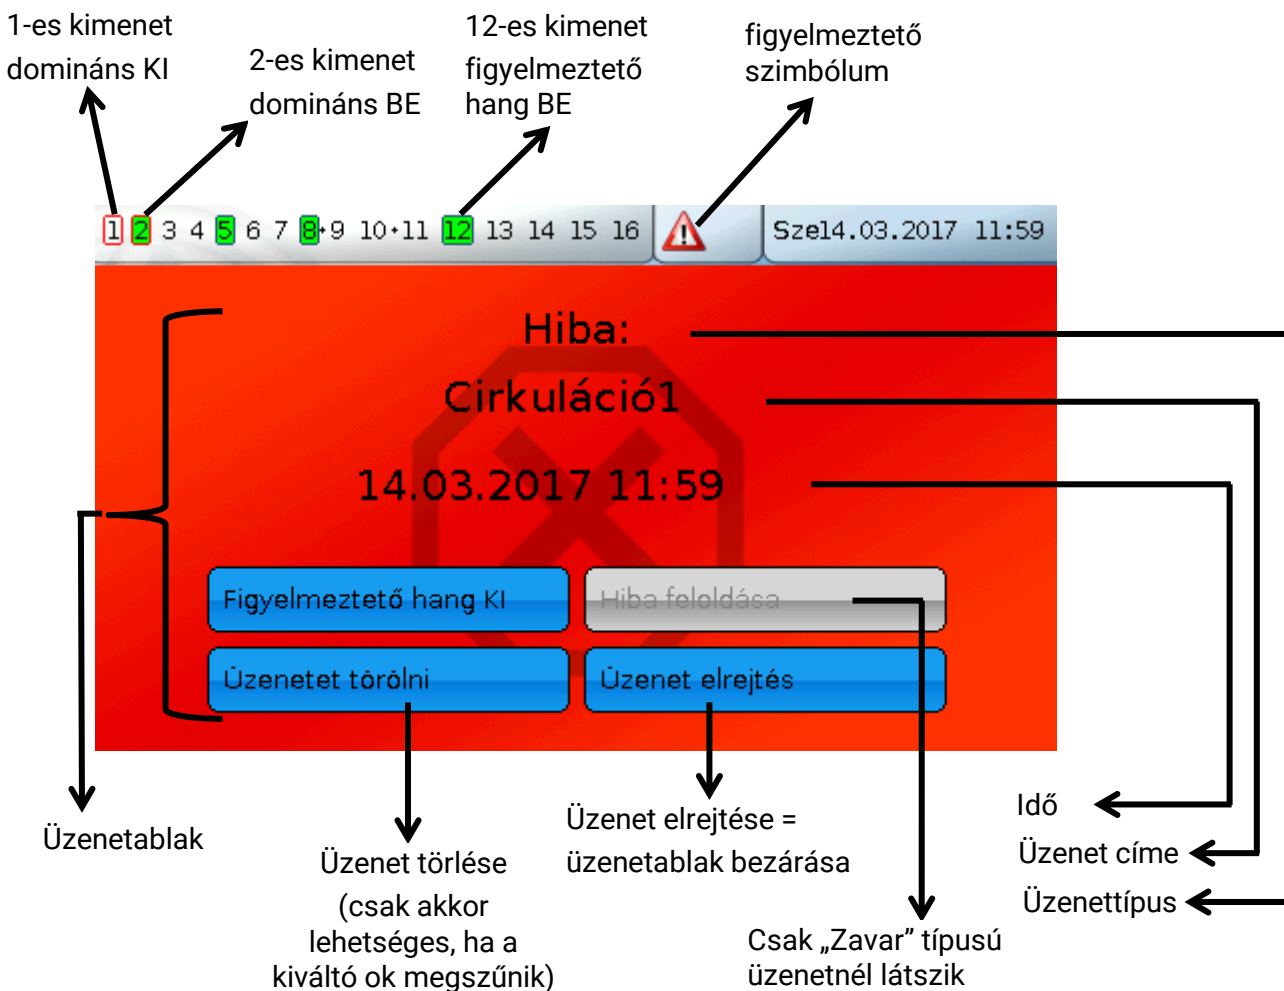 1-es kimenet
domináns KI
2-es kimenet
domináns BE
12-es kimenet
figyelmeztető
hang BE
figyelmeztető
szimbólum
1 2 3 4 5 6 7 8•9 10•11 12 13 14 15 16
Sze14.03.2017 11:59
Hiba:
Cirkuláció1
14.03.2017 11:59
Figyelmeztető hang KI
Hiba feloldása
Üzenetet törölni
Üzenet elrejtés
Üzenetablak
Üzenet törlése
(csak akkor
lehetséges, ha a
kiváltó ok megszűnik)
Üzenet elrejtése =
üzenetablak bezárása
Csak „Zavar” típusú
üzenetnél látszik
Idő
Üzenet címe
Üzenettípus